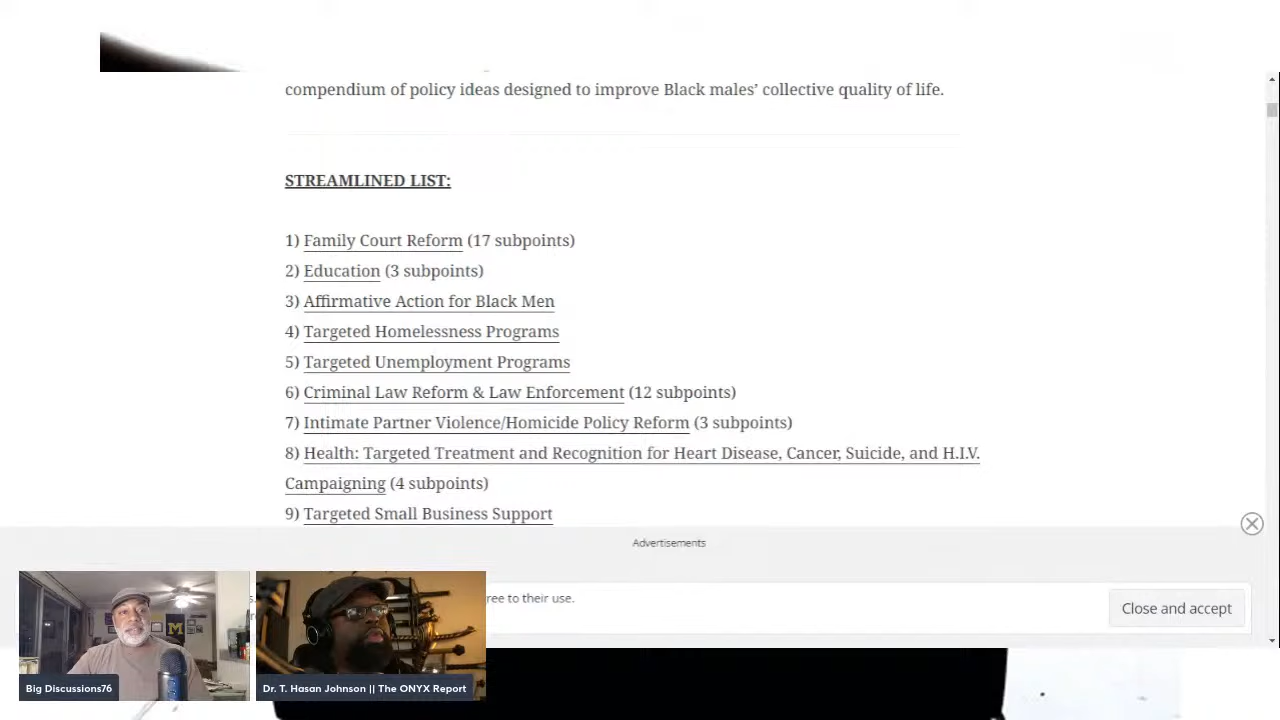 compendium of policy ideas designed to improve Black males’ collective quality of life.
STREAMLINED LIST:
1) Family Court Reform (17 subpoints)
2) Education (3 subpoints)
3) Affirmative Action for Black Men
4) Targeted Homelessness Programs
5) Targeted Unemployment Programs
6) Criminal Law Reform & Law Enforcement (12 subpoints)
7) Intimate Partner Violence/Homicide Policy Reform (3 subpoints)
8) Health: Targeted Treatment and Recognition for Heart Disease, Cancer, Suicide, and H.I.V.
Campaigning (4 subpoints)
9) Targeted Small Business Support
Advertisements
ree to their use.
Close and accept
M
Big Discussions76
Dr. T. Hasan Johnson || The ONYX Report